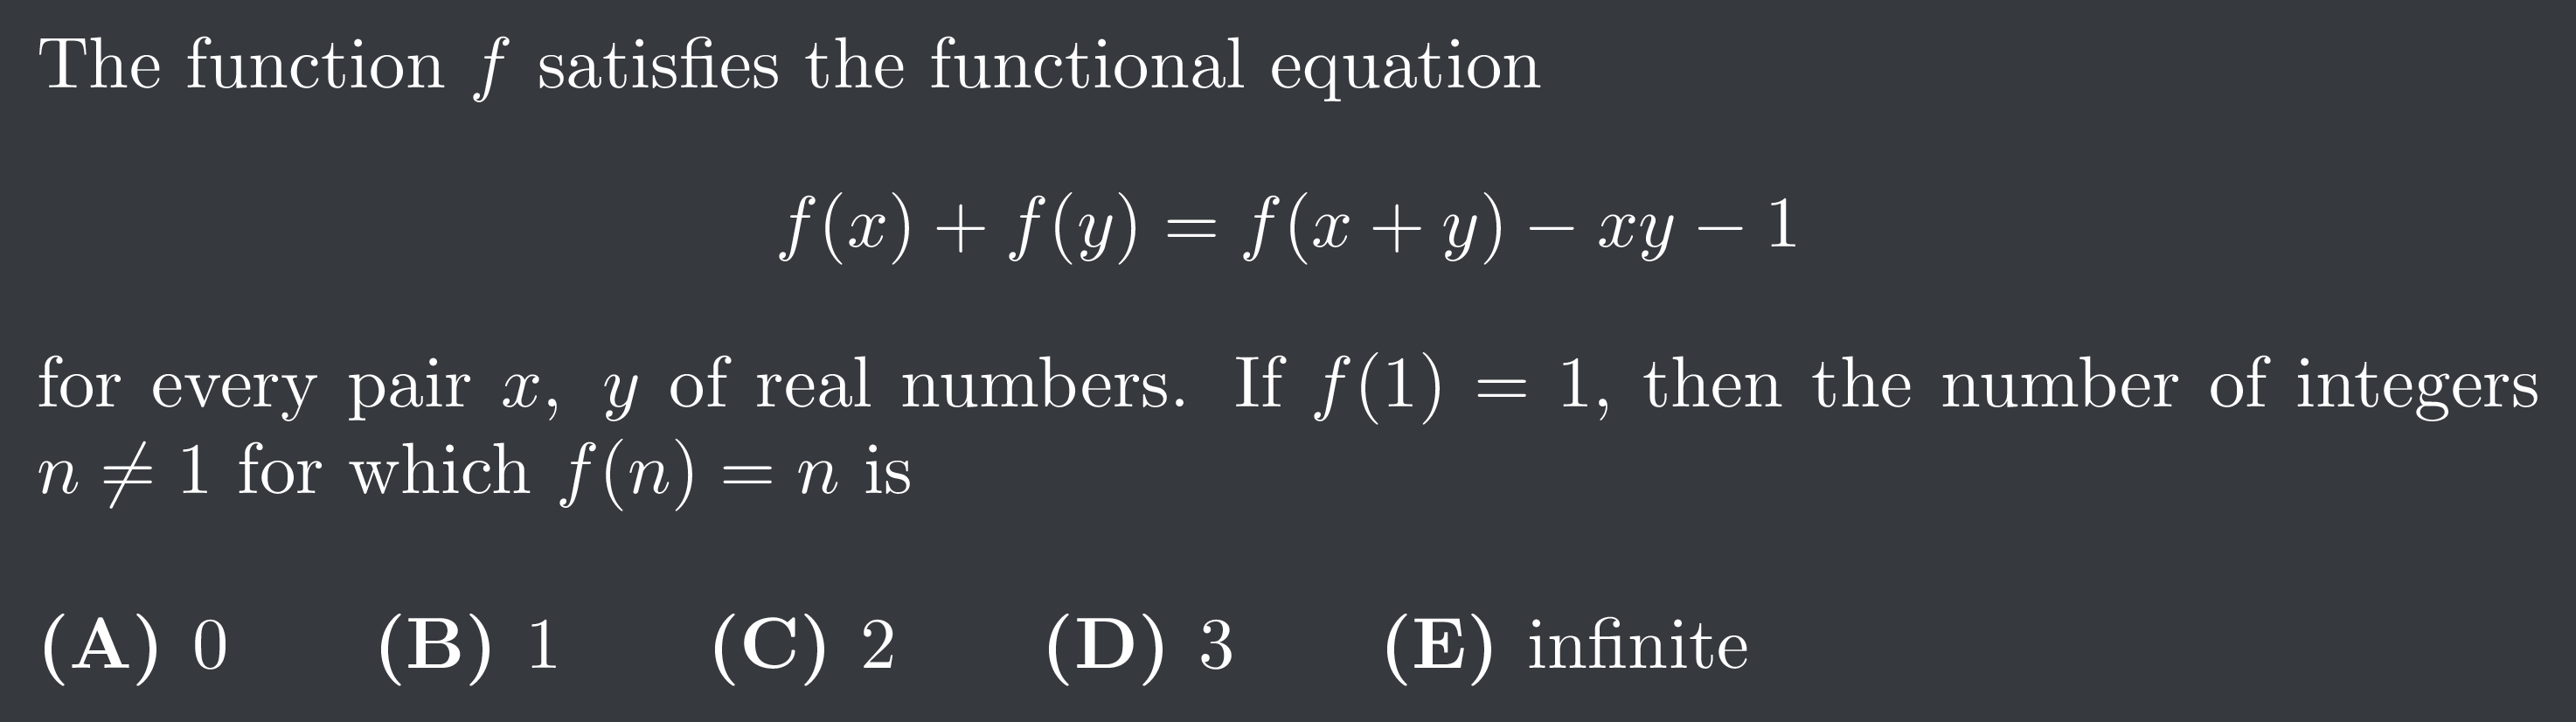 The function f satisfies the functional equation
f(x) + f(y) = f(x + y) − xy − 1
for every pair x, y of real numbers. If f(1) = 1, then the number of integers
n ≠ 1 for which f(n) = n is
(A) 0 (B) 1 (C) 2 (D) 3 (E) infinite